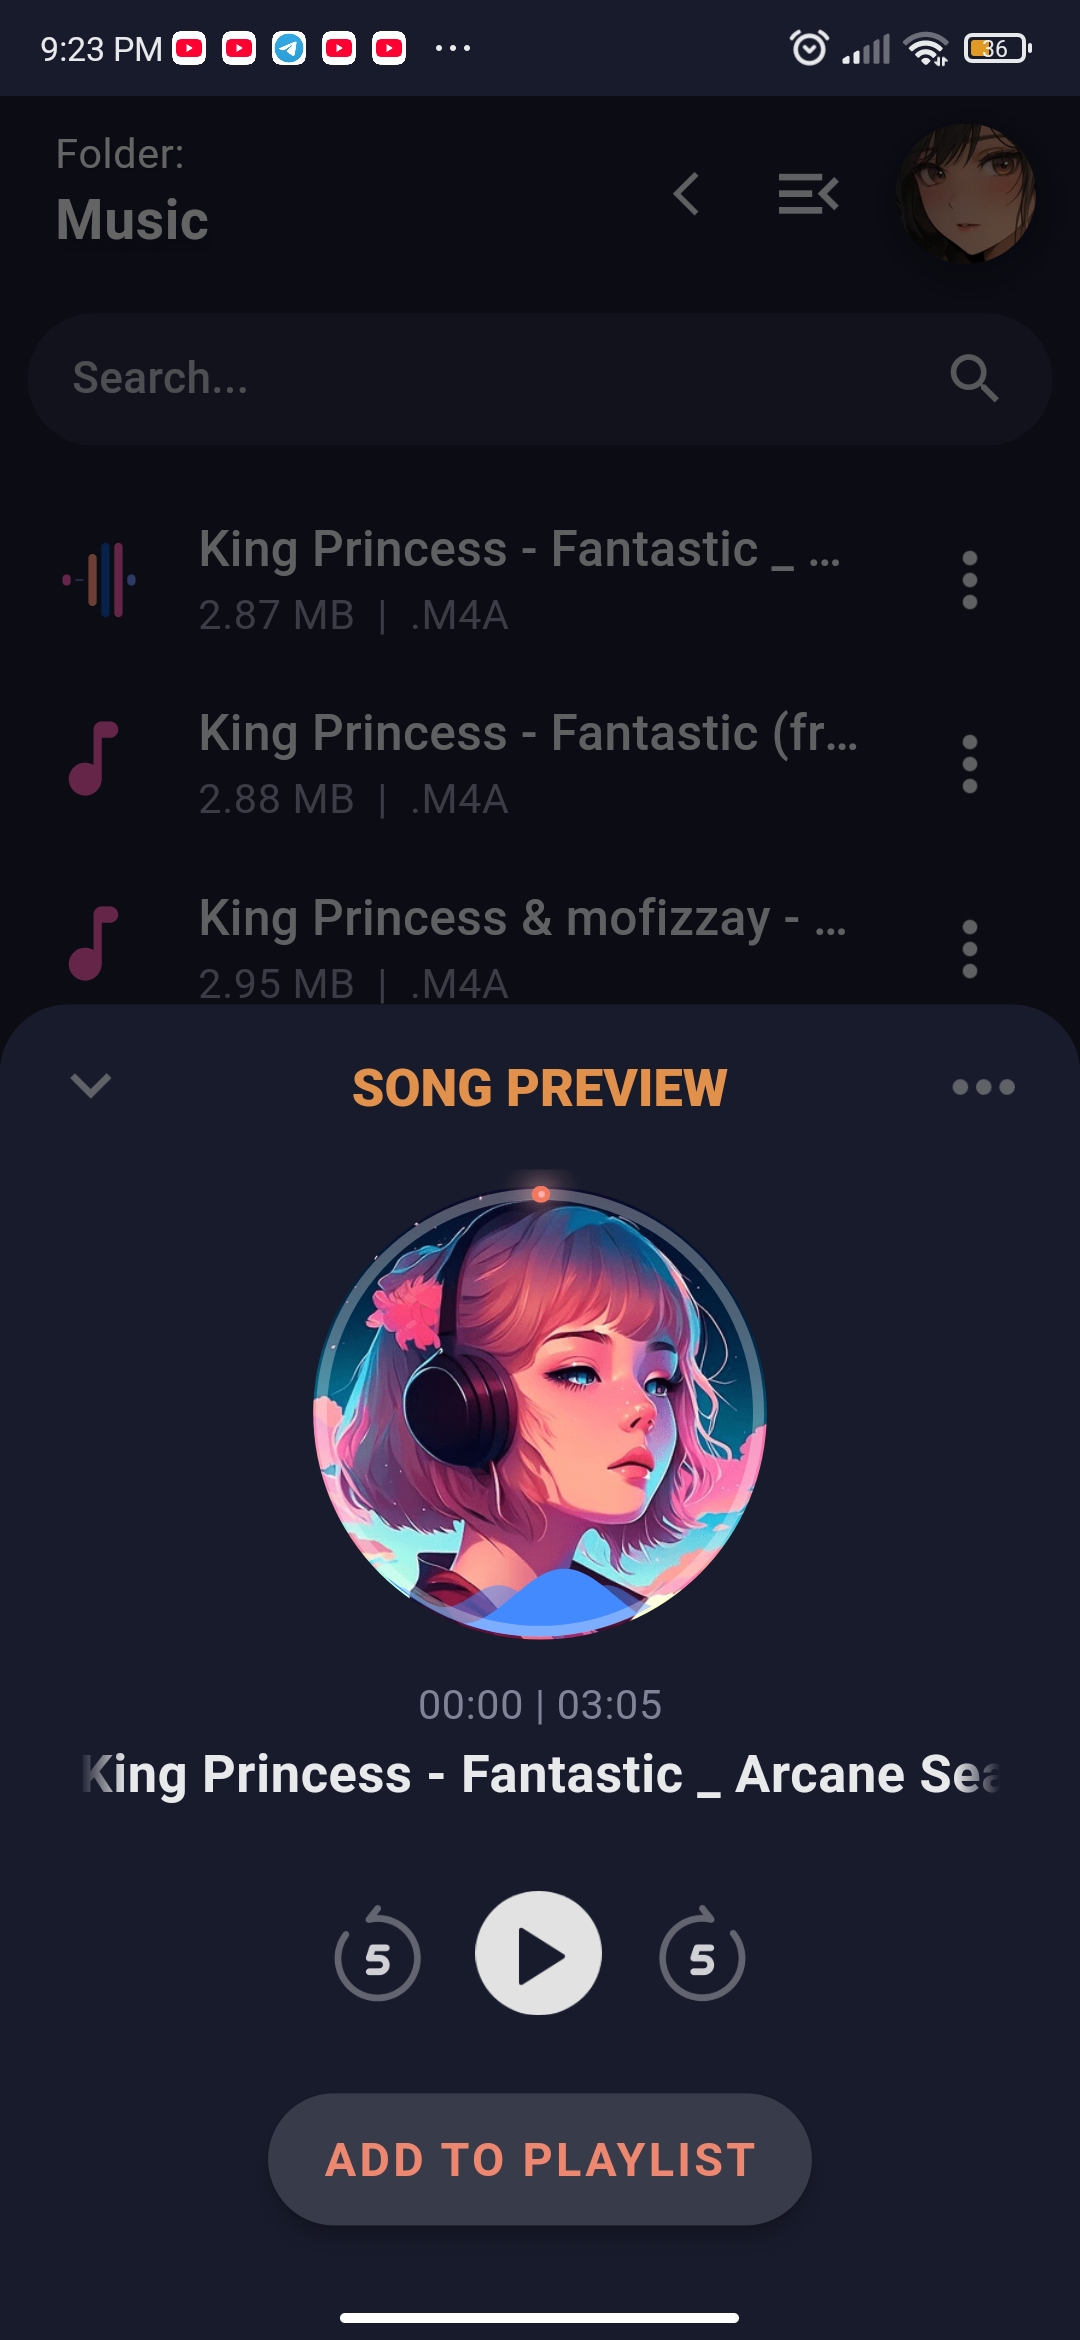 9:23 PM
36
Folder:
Music
Search...
King Princess - Fantastic _ ...
2.87 MB | .M4A
King Princess - Fantastic (fr...
2.88 MB | .M4A
King Princess & mofizzay - ...
2.95 MB | .M4A
SONG PREVIEW
00:00 | 03:05
King Princess - Fantastic _ Arcane Sea
5 5
ADD TO PLAYLIST